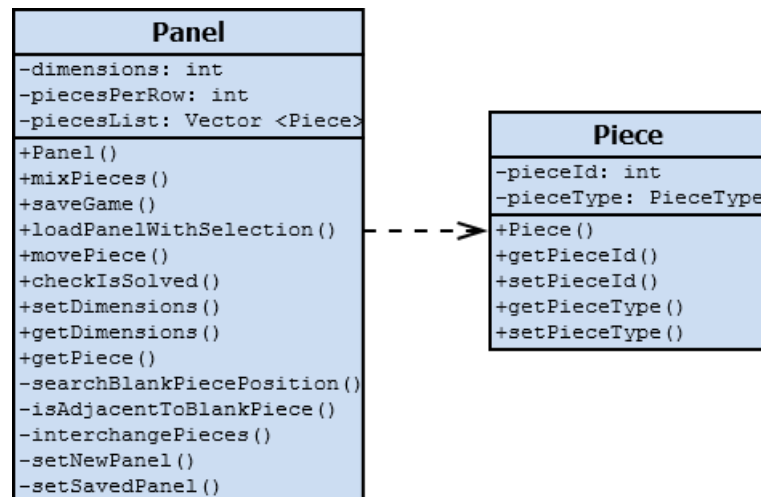 Panel
-dimensions: int
-piecesPerRow: int
-piecesList: Vector <Piece>
+Panel()
+mixPieces()
+saveGame()
+loadPanelWithSelection()
+movePiece()
+checkIsSolved()
+setDimensions()
+getDimensions()
+getPiece()
-searchBlankPiecePosition()
-isAdjacentToBlankPiece()
-interchangePieces()
-setNewPanel()
-setSavedPanel()
Piece
-pieceId: int
-pieceType: PieceType
+Piece()
+getPieceId()
+setPieceId()
+getPieceType()
+setPieceType()